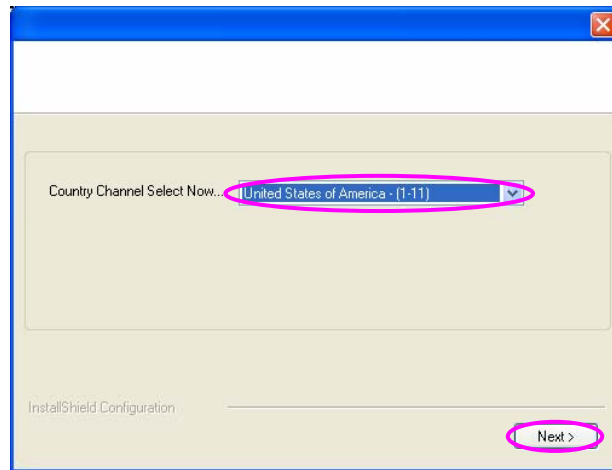 Country Channel Select Now...
United States of America - (1-11)
InstallShield Configuration
Next >